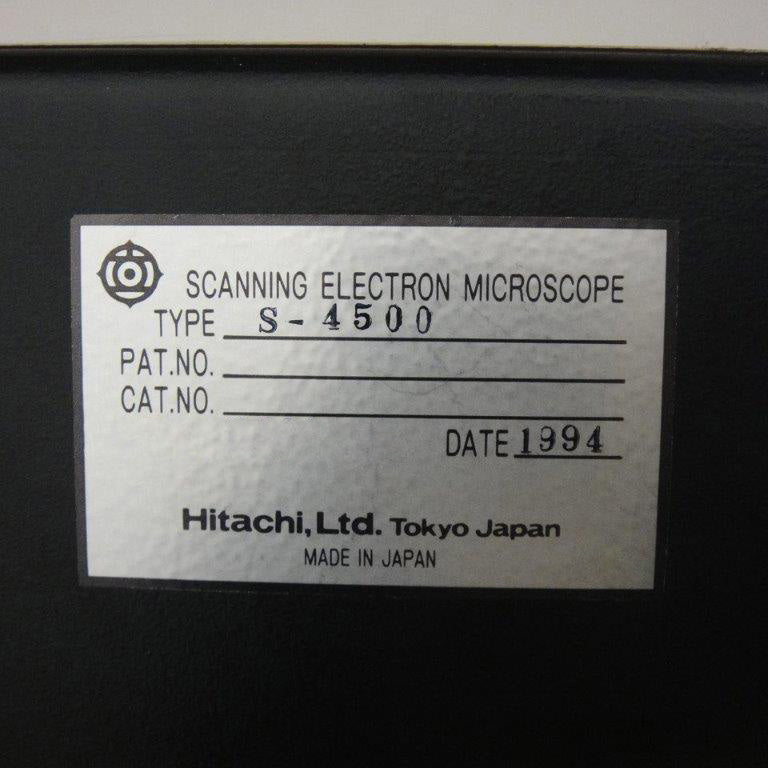 SCANNING ELECTRON MICROSCOPE
TYPE S-4500
PAT.NO.
CAT.NO.
DATE 1994
Hitachi, Ltd. Tokyo Japan
MADE IN JAPAN